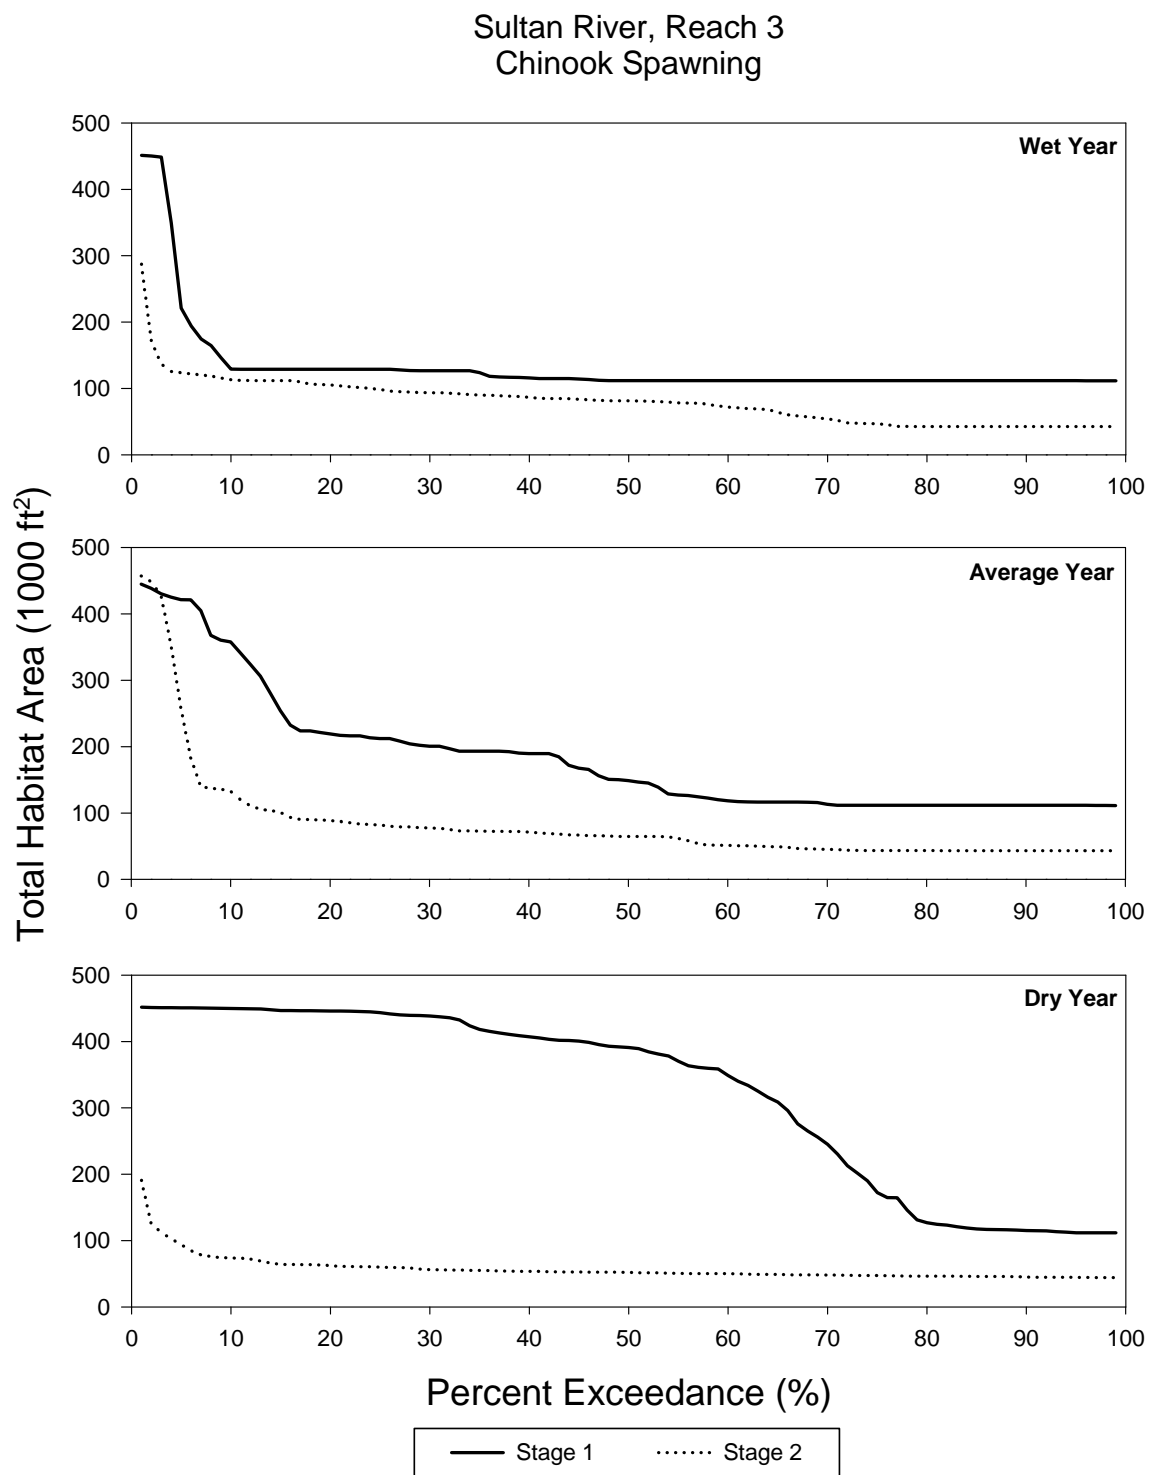 Sultan River, Reach 3
Chinook Spawning
Total Habitat Area (1000 ft²)
Wet Year
500
400
300
200
100
0
0 10 20 30 40 50 60 70 80 90 100
Average Year
500
400
300
200
100
0
0 10 20 30 40 50 60 70 80 90 100
Dry Year
500
400
300
200
100
0
0 10 20 30 40 50 60 70 80 90 100
Percent Exceedance (%)
Stage 1 Stage 2